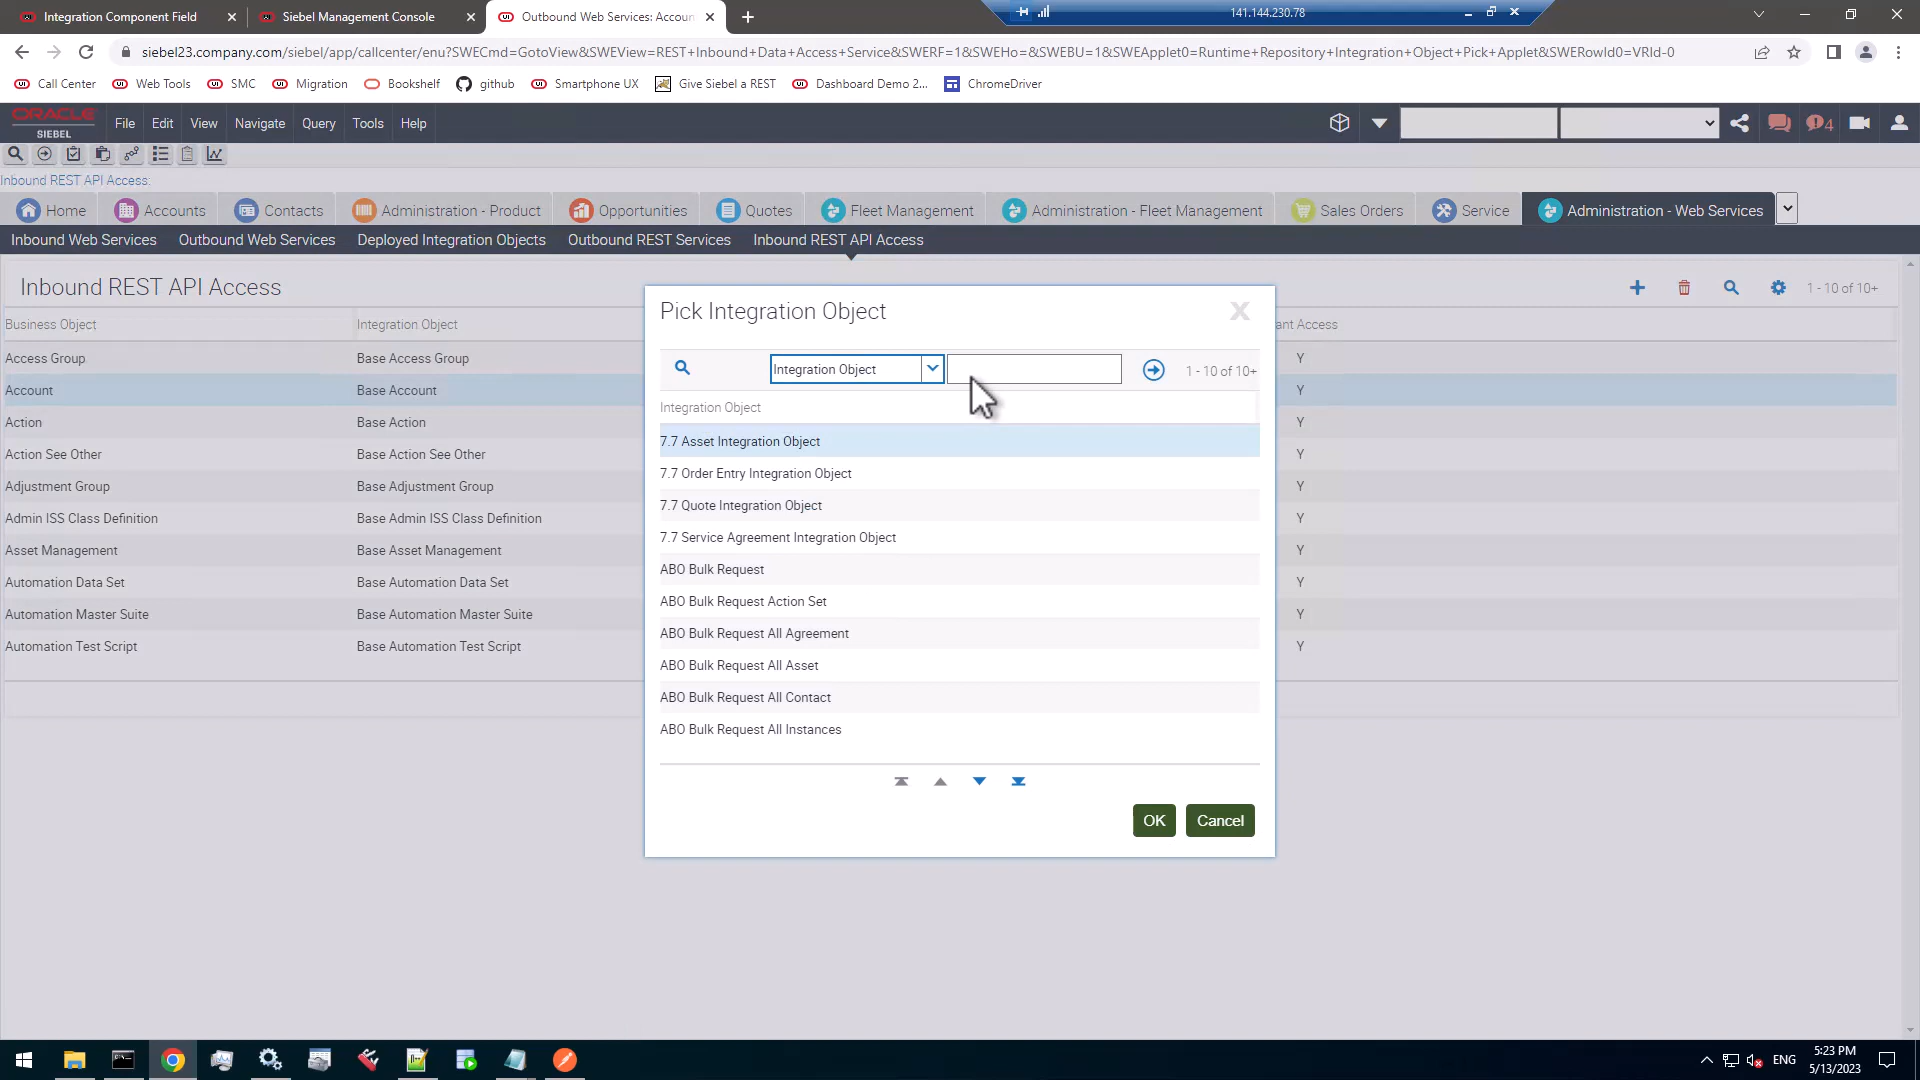 Integration Component Field
Siebel Management Console
Outbound Web Services: Accoun
141.144.230.78
siebel23.company.com/siebel/app/callcenter/enu?SWECmd=GotoView&SWEView=REST+Inbound+Data+Access+Service&SWERF=1&SWEHo=&SWEBU=1&SWEApplet0=Runtime+Repository+Integration+Object+Pick+Applet&SWERowId0=VRId-0
Call Center
Web Tools
SMC
Migration
Bookshelf
github
Smartphone UX
Give Siebel a REST
Dashboard Demo 2...
ChromeDriver
ORACLE
SIEBEL
File
Edit
View
Navigate
Query
Tools
Help
4
Inbound REST API Access:
Home
Accounts
Contacts
Administration - Product
Opportunities
Quotes
Fleet Management
Administration - Fleet Management
Sales Orders
Service
Administration - Web Services
Inbound Web Services
Outbound Web Services
Deployed Integration Objects
Outbound REST Services
Inbound REST API Access
Inbound REST API Access
1 - 10 of 10+
Business Object
Integration Object
ant Access
Access Group
Base Access Group
Y
Account
Base Account
Y
Action
Base Action
Y
Action See Other
Base Action See Other
Y
Adjustment Group
Base Adjustment Group
Y
Admin ISS Class Definition
Base Admin ISS Class Definition
Y
Asset Management
Base Asset Management
Y
Automation Data Set
Base Automation Data Set
Y
Automation Master Suite
Base Automation Master Suite
Y
Automation Test Script
Base Automation Test Script
Y
Pick Integration Object
X
Integration Object
1 - 10 of 10+
Integration Object
7.7 Asset Integration Object
7.7 Order Entry Integration Object
7.7 Quote Integration Object
7.7 Service Agreement Integration Object
ABO Bulk Request
ABO Bulk Request Action Set
ABO Bulk Request All Agreement
ABO Bulk Request All Asset
ABO Bulk Request All Contact
ABO Bulk Request All Instances
OK
Cancel
ENG
5:23 PM
5/13/2023